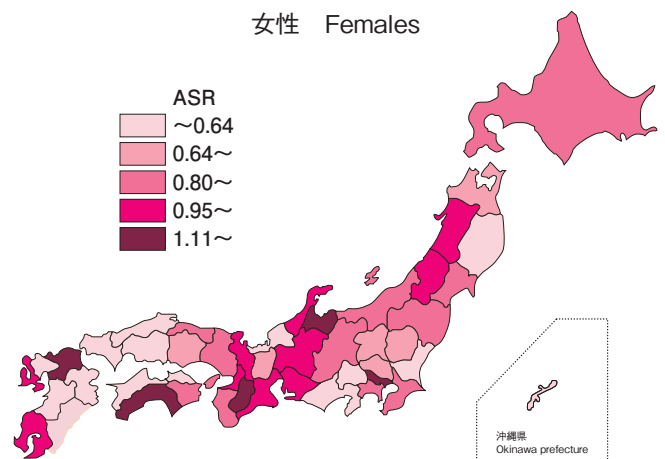 女性 Females
ASR
～0.64
0.64～
0.80～
0.95～
1.11～
沖縄県
Okinawa prefecture